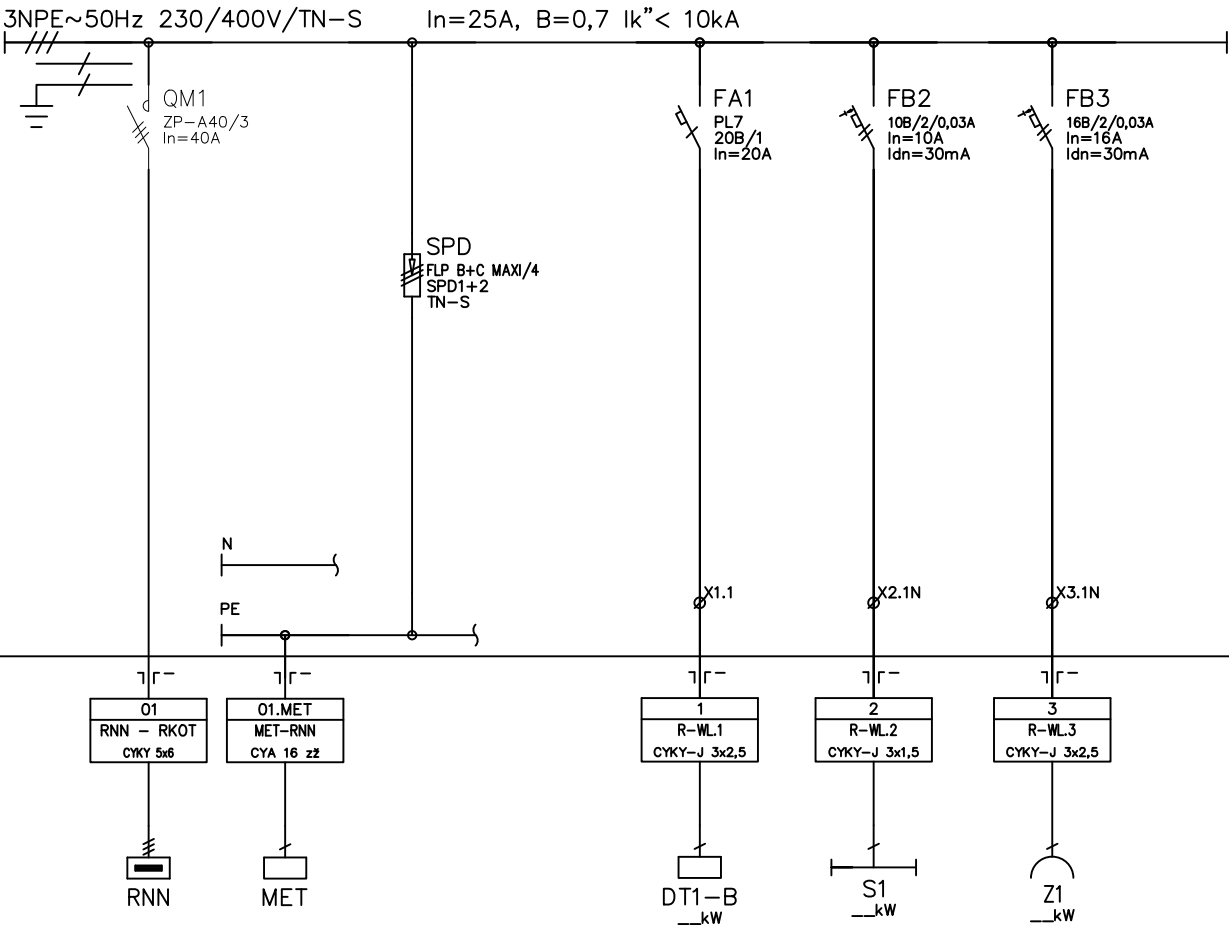 3NPE~50Hz 230/400V/TN-S In=25A, B=0,7 Ik"< 10kA
QM1
ZP-A40/3
In=40A
FA1
PL7
20B/1
In=20A
FB2
10B/2/0,03A
In=10A
Idn=30mA
FB3
16B/2/0,03A
In=16A
Idn=30mA
SPD
FLP B+C MAXI/4
SPD1+2
TN-S
N
PE
X1.1
X2.1N
X3.1N
01
RNN - RKOT
CYKY 5x6
01.MET
MET-RNN
CYA 16 zž
1
R-WL.1
CYKY-J 3x2,5
2
R-WL.2
CYKY-J 3x1,5
3
R-WL.3
CYKY-J 3x2,5
RNN
MET
DT1-B
__kW
S1
__kW
Z1
__kW